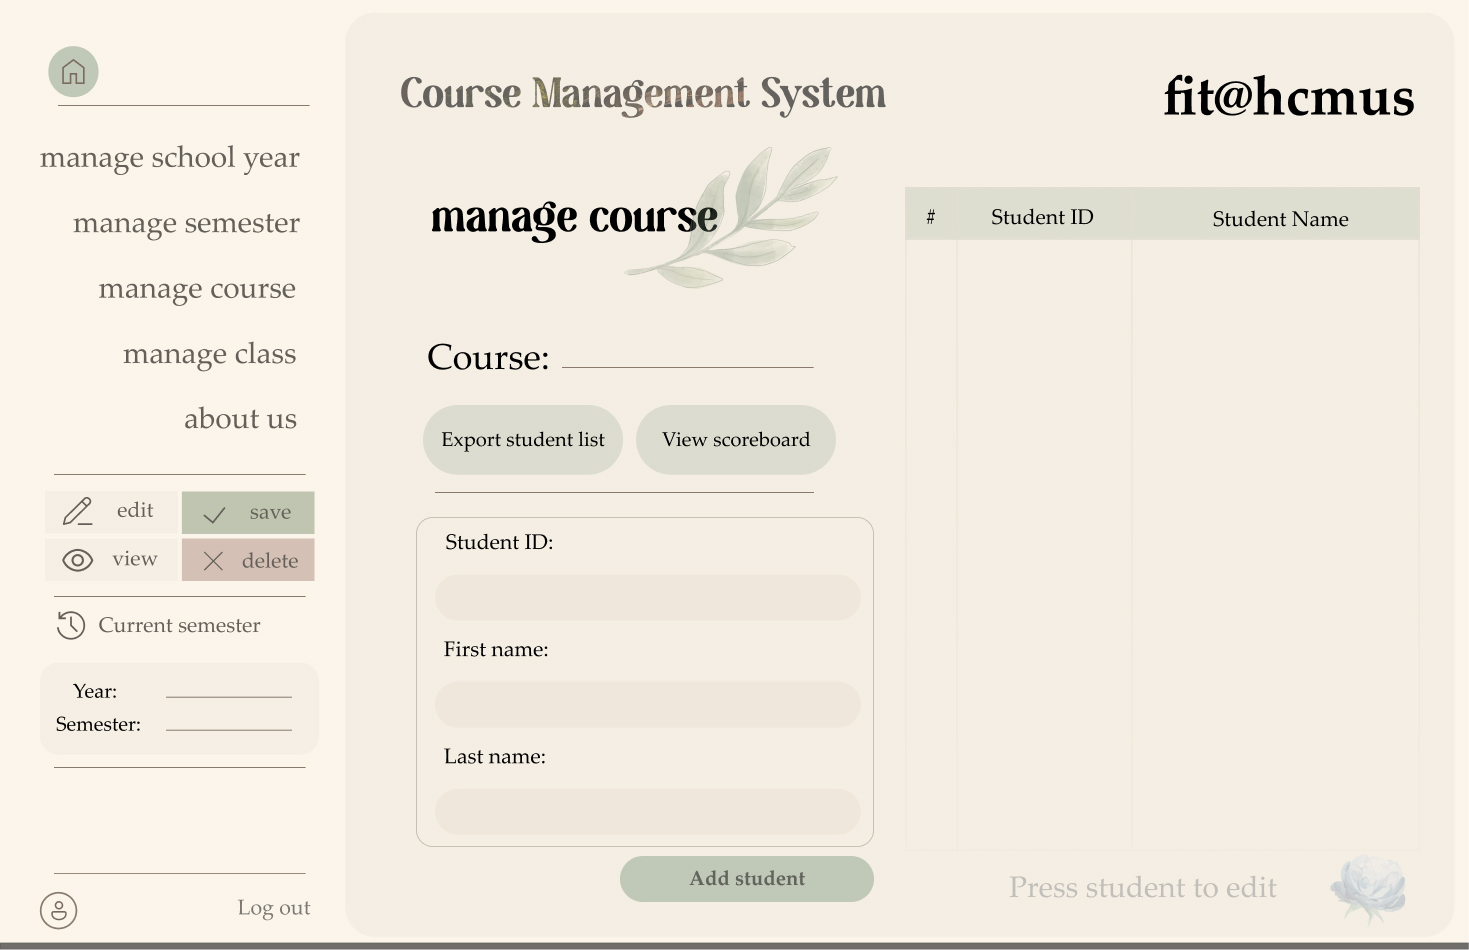 Course Management System
fit@hcmus
manage school year
manage semester
manage course
manage class
about us
edit
save
view
delete
Current semester
Year:
Semester:
Log out
manage course
Course:
Export student list
View scoreboard
Student ID:
First name:
Last name:
Add student
# Student ID Student Name
Press student to edit